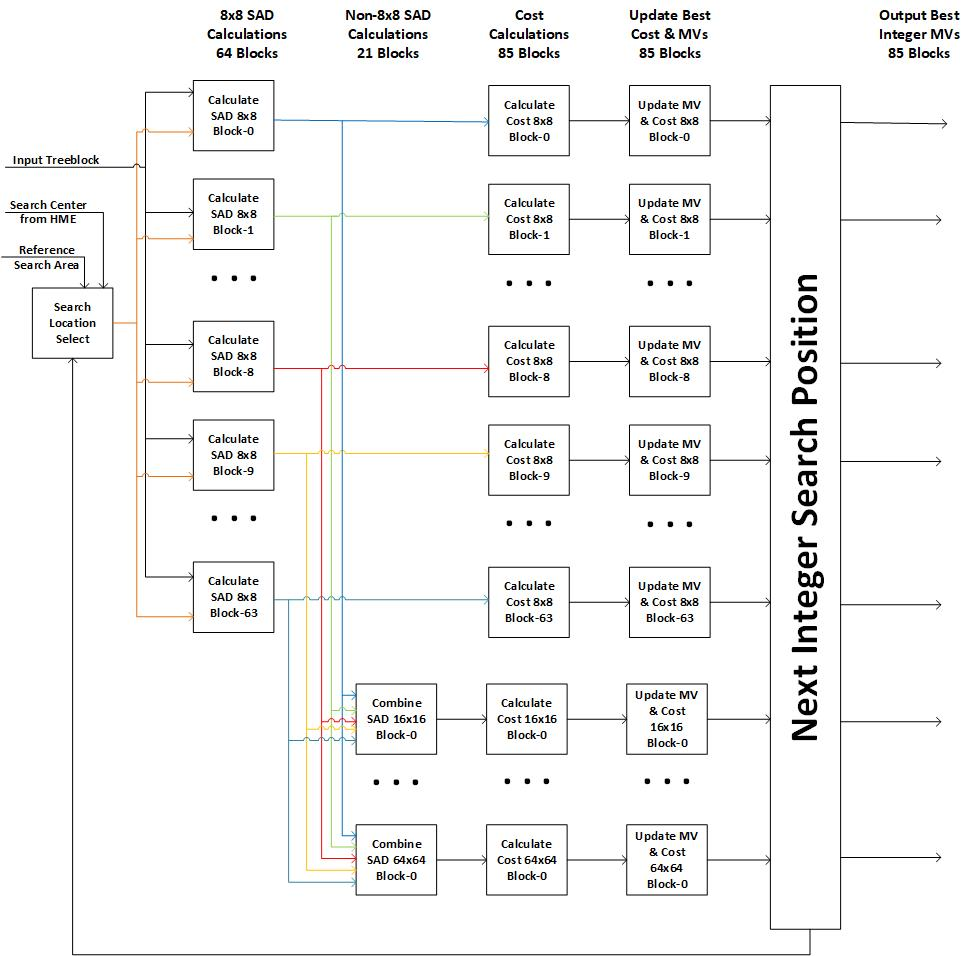 8x8 SAD
Calculations
64 Blocks
Non-8x8 SAD
Calculations
21 Blocks
Cost
Calculations
85 Blocks
Update Best
Cost & MVs
85 Blocks
Output Best
Integer MVs
85 Blocks
Input Treeblock
Search Center
from HME
Reference
Search Area
Search
Location
Select
Calculate
SAD 8x8
Block-0
Calculate
Cost 8x8
Block-0
Update MV
& Cost 8x8
Block-0
Calculate
SAD 8x8
Block-1
Calculate
Cost 8x8
Block-1
Update MV
& Cost 8x8
Block-1
Calculate
SAD 8x8
Block-8
Calculate
Cost 8x8
Block-8
Update MV
& Cost 8x8
Block-8
Calculate
SAD 8x8
Block-9
Calculate
Cost 8x8
Block-9
Update MV
& Cost 8x8
Block-9
Calculate
SAD 8x8
Block-63
Calculate
Cost 8x8
Block-63
Update MV
& Cost 8x8
Block-63
Combine
SAD 16x16
Block-0
Calculate
Cost 16x16
Block-0
Update MV
& Cost
16x16
Block-0
Combine
SAD 64x64
Block-0
Calculate
Cost 64x64
Block-0
Update MV
& Cost
64x64
Block-0
Next Integer Search Position